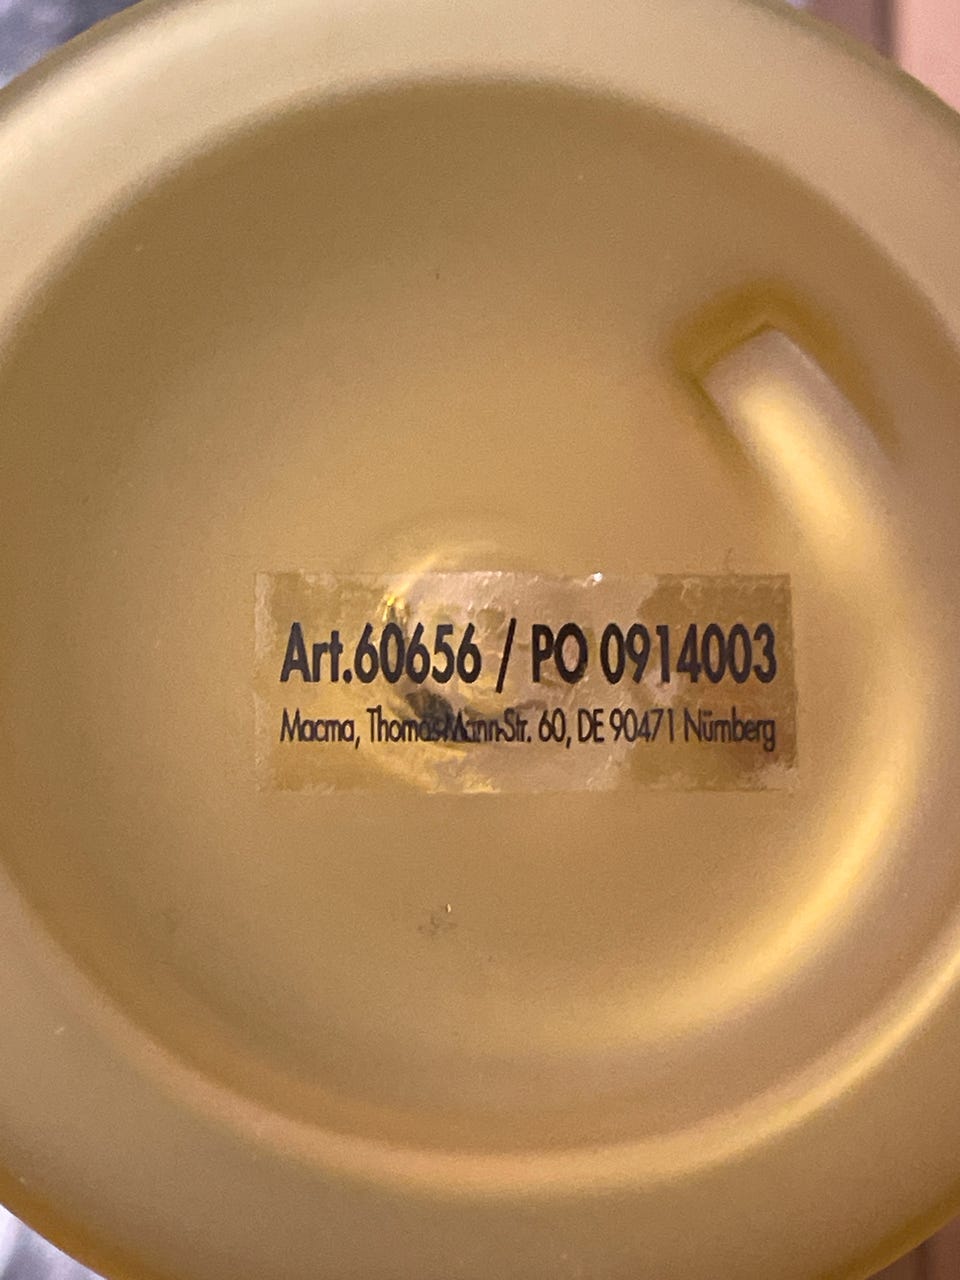 Art.60656 / PO 0914003
Macma, Thomas-Mann-Str. 60, DE 90471 Nürnberg